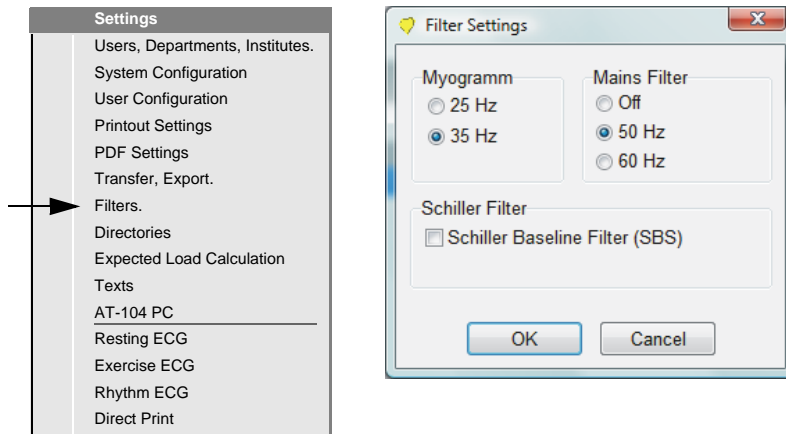 Settings
Users, Departments, Institutes.
System Configuration
User Configuration
Printout Settings
PDF Settings
Transfer, Export.
Filters.
Directories
Expected Load Calculation
Texts
AT-104 PC
Resting ECG
Exercise ECG
Rhythm ECG
Direct Print
Filter Settings
Myogramm
25 Hz
35 Hz
Mains Filter
Off
50 Hz
60 Hz
Schiller Filter
Schiller Baseline Filter (SBS)
OK
Cancel